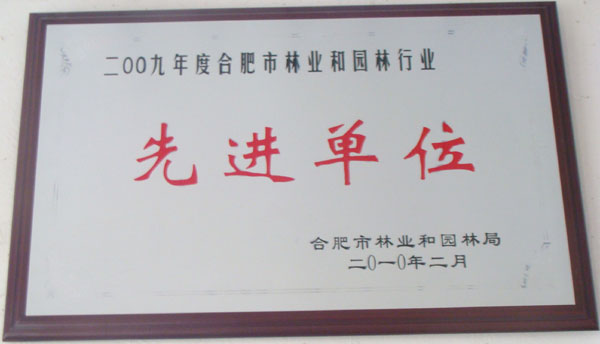 二00九年度合肥市林业和园林行业
先进单位
合肥市林业和园林局
二0一0年二月